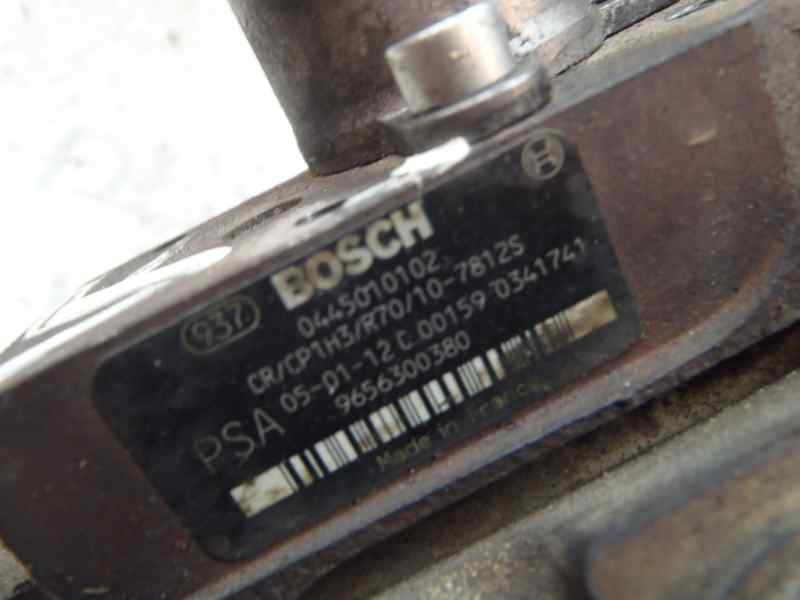 BOSCH
937
0445010102
CR/CP1H3/R70/10-7812S
PSA 05-01-12 C 00159 0341741
9656300380
Made in France